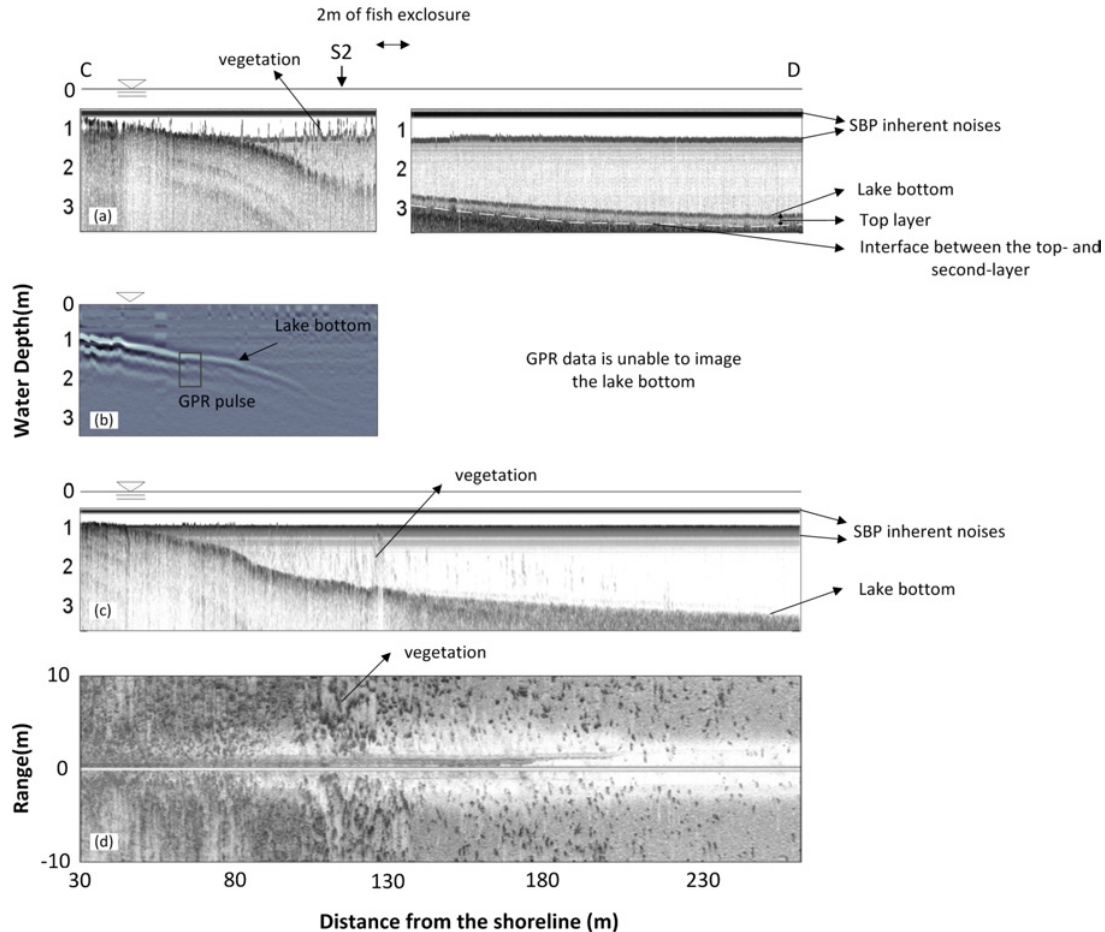 2m of fish exclosure
S2
vegetation
C
D
0
1
2
3
(a)
1
2
3
SBP inherent noises
Lake bottom
Top layer
Interface between the top- and
second-layer
Water Depth(m)
0
1
2
3
(b)
Lake bottom
GPR pulse
GPR data is unable to image
the lake bottom
vegetation
0
1
2
3
(c)
SBP inherent noises
Lake bottom
vegetation
Range(m)
10
0
-10
(d)
30
80
130
180
230
Distance from the shoreline (m)